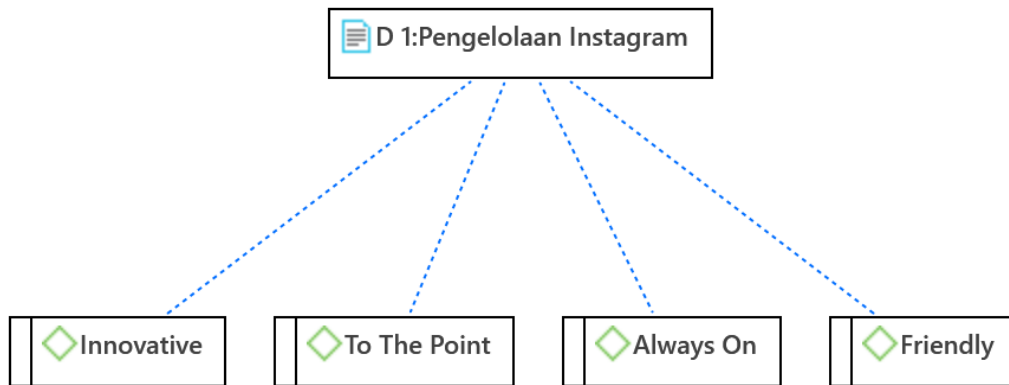 D 1:Pengelolaan Instagram
Innovative
To The Point
Always On
Friendly